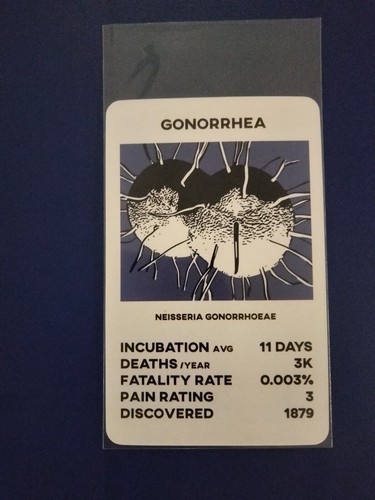 GONORRHEA
NEISSERIA GONORRHOEAE
INCUBATION AVG 11 DAYS
DEATHS /YEAR 3K
FATALITY RATE 0.003%
PAIN RATING 3
DISCOVERED 1879